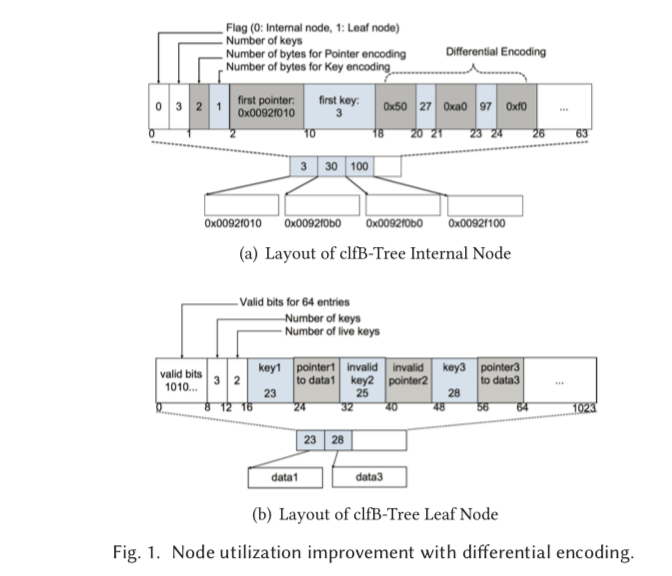 Flag (0: Internal node, 1: Leaf node)
Number of keys
Number of bytes for Pointer encoding
Number of bytes for Key encoding
Differential Encoding
0 3 2 1 first pointer: 0x0092f010 first key: 3 0x50 27 0xa0 97 0xf0 ...
0 1 2 10 18 20 21 23 24 26 63
3 30 100
0x0092f010 0x0092f0b0 0x0092f0b0 0x0092f100
(a) Layout of clfB-Tree Internal Node
Valid bits for 64 entries
Number of keys
Number of live keys
valid bits 1010... 3 2 key1 23 pointer1 to data1 invalid key2 25 invalid pointer2 key3 28 pointer3 to data3 ...
0 8 12 16 24 32 40 48 56 64 1023
23 28
data1 data3
(b) Layout of clfB-Tree Leaf Node
Fig. 1. Node utilization improvement with differential encoding.